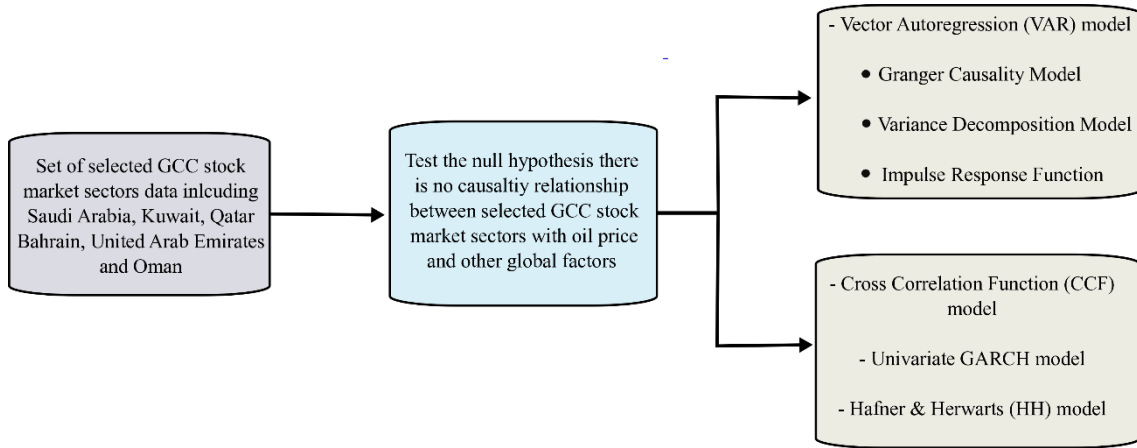 Set of selected GCC stock
market sectors data inlcuding
Saudi Arabia, Kuwait, Qatar
Bahrain, United Arab Emirates
and Oman
Test the null hypothesis there
is no causaltiy relationship
between selected GCC stock
market sectors with oil price
and other global factors
- Vector Autoregression (VAR) model
• Granger Causality Model
• Variance Decomposition Model
• Impulse Response Function
- Cross Correlation Function (CCF)
model
- Univariate GARCH model
- Hafner & Herwarts (HH) model